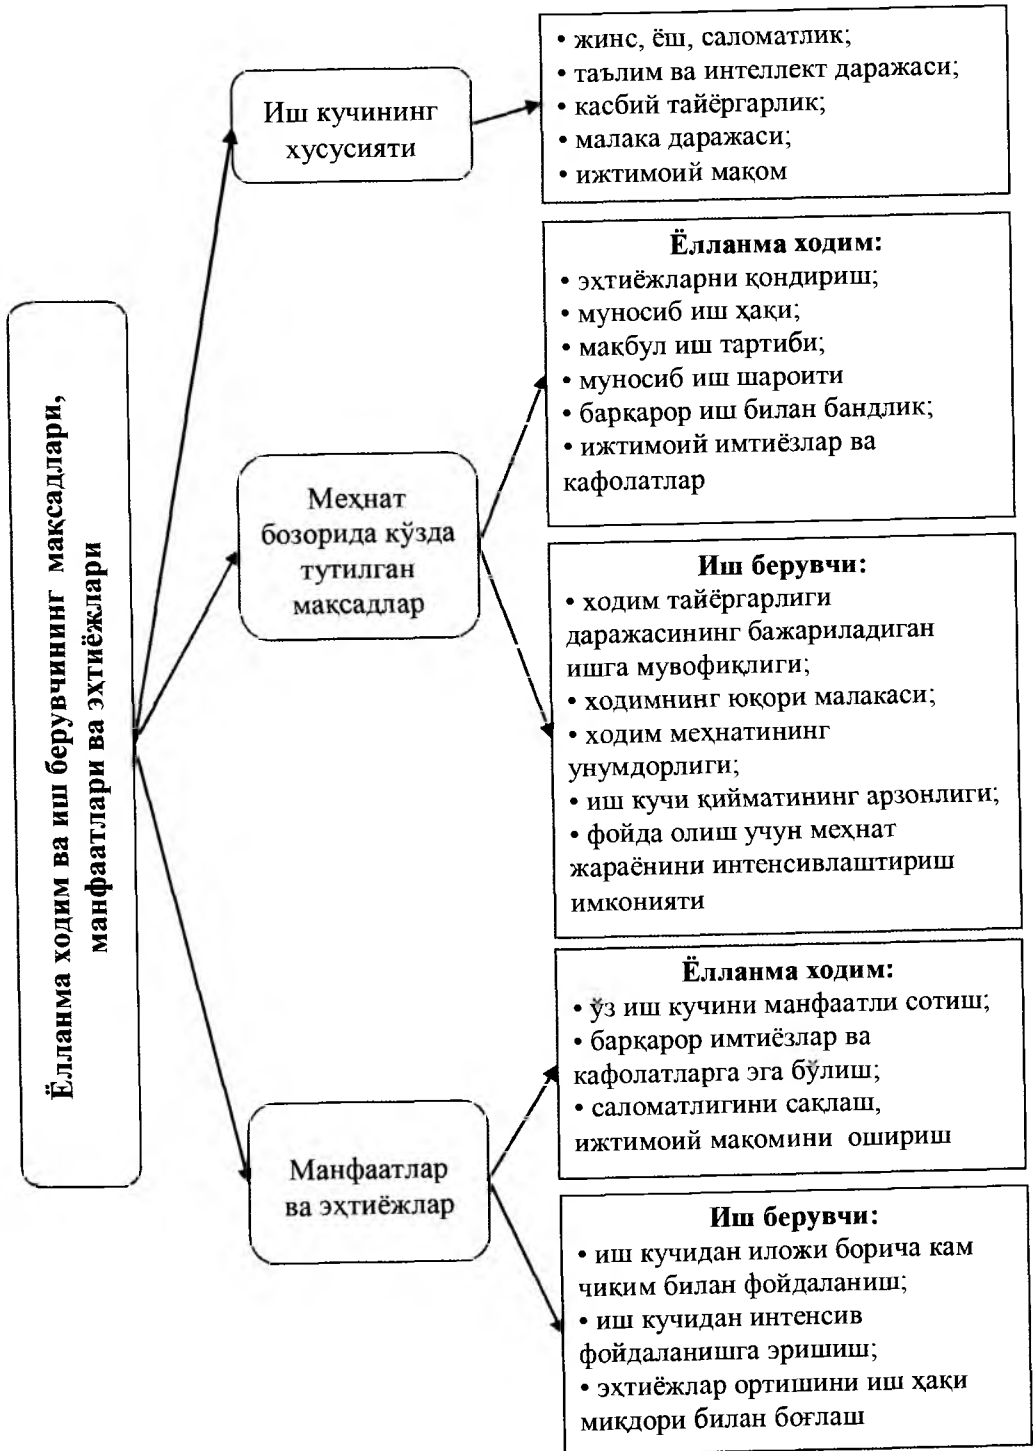 Ёлланма ходим ва иш берувчининг мақсадлари,
манфаатлари ва эҳтиёжлари
Иш кучининг
хусусияти
• жинс, ёш, саломатлик;
• таълим ва интеллект даражаси;
• касбий тайёргарлик;
• малака даражаси;
• ижтимоий мақом
Меҳнат
бозорида кўзда
тутилган
мақсадлар
Ёлланма ходим:
• эҳтиёжларни қондириш;
• муносиб иш ҳақи;
• мақбул иш тартиби;
• муносиб иш шароити
• барқарор иш билан бандлик;
• ижтимоий имтиёзлар ва
кафолатлар
Иш берувчи:
• ходим тайёргарлиги
даражасининг бажариладиган
ишга мувофиқлиги;
• ходимнинг юқори малакаси;
• ходим меҳнатининг
унумдорлиги;
• иш кучи қийматининг арзонлиги;
• фойда олиш учун меҳнат
жараёнини интенсивлаштириш
имконияти
Манфаатлар
ва эҳтиёжлар
Ёлланма ходим:
• ўз иш кучини манфаатли сотиш;
• барқарор имтиёзлар ва
кафолатларга эга бўлиш;
• саломатлигини сақлаш,
ижтимоий мақомини ошириш
Иш берувчи:
• иш кучидан иложи борича кам
чиқим билан фойдаланиш;
• иш кучидан интенсив
фойдаланишга эришиш;
• эҳтиёжлар ортишини иш ҳақи
миқдори билан боғлаш